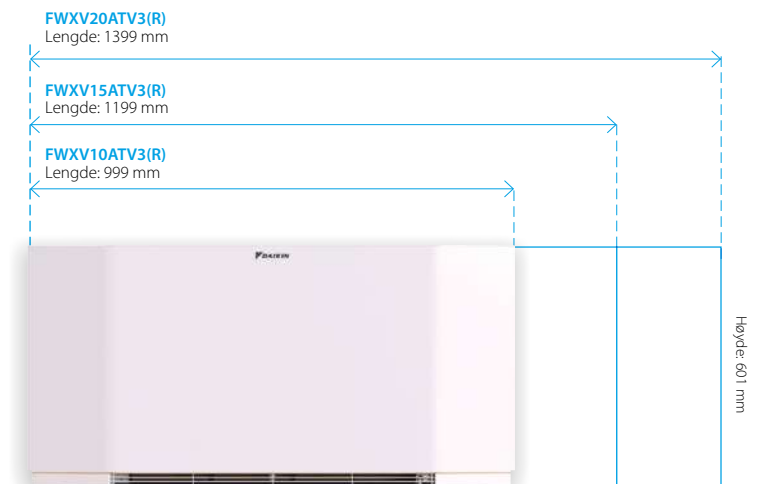 FWXV20ATV3(R)
Lengde: 1399 mm
FWXV15ATV3(R)
Lengde: 1199 mm
FWXV10ATV3(R)
Lengde: 999 mm
DAIKIN
Høyde: 601 mm